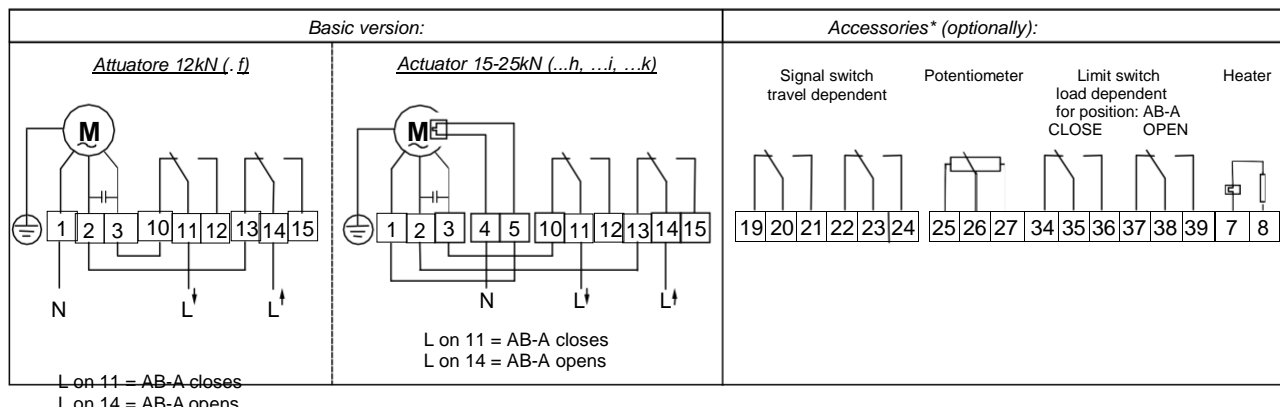 Basic version:
Accessories* (optionally):
Attuatore 12kN (. f)
M
~
1 2 3 10 11 12 13 14 15
N L L
L on 11 = AB-A closes
L on 14 = AB-A opens
Actuator 15-25kN (...h, …i, …k)
M
~
1 2 3 4 5 10 11 12 13 14 15
N L L
L on 11 = AB-A closes
L on 14 = AB-A opens
Signal switch
travel dependent
19 20 21 22 23 24
Potentiometer
25 26 27
Limit switch
load dependent
for position: AB-A
CLOSE OPEN
34 35 36 37 38 39
Heater
7 8